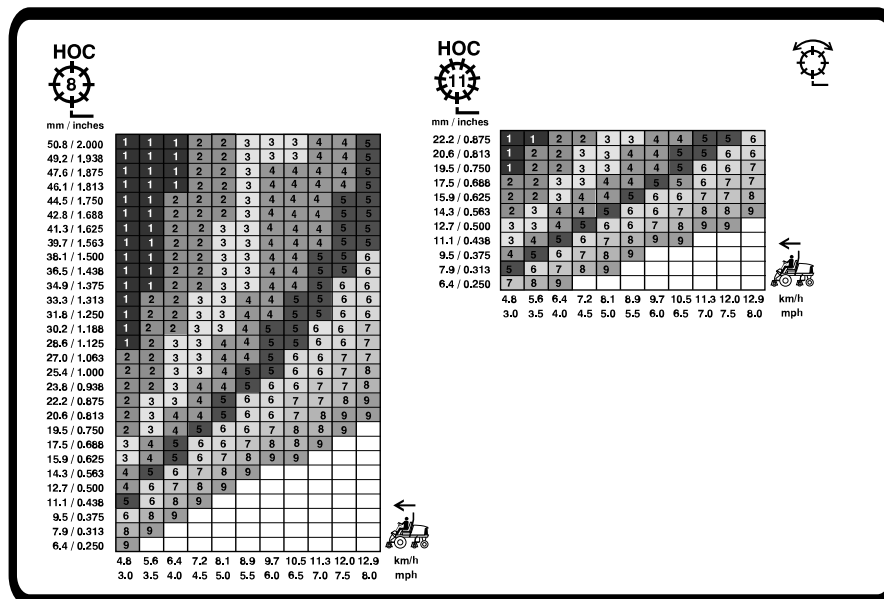 HOC
8
mm / inches
50.8 / 2.000 1 1 1 2 2 3 3 3 4 4 5
49.2 / 1,938 1 1 1 2 2 3 3 3 4 4 5
47.6 / 1.875 1 1 1 2 2 3 4 4 4 4 5
46.1 / 1.813 1 1 1 2 2 3 4 4 4 4 5
44.5 / 1.750 1 1 2 2 2 3 4 4 4 5 5
42.8 / 1.688 1 1 2 2 2 3 4 4 4 5 5
41.3 / 1.625 1 1 2 2 3 3 4 4 4 5 5
39.7 / 1.563 1 1 2 2 3 3 4 4 4 5 5
38.1 / 1.500 1 1 2 2 3 3 4 4 5 5 6
36.5 / 1.438 1 1 2 2 3 3 4 4 5 5 6
34.9 / 1.375 1 1 2 2 3 3 4 4 5 6 6
33.3 / 1.313 1 2 2 3 3 4 4 5 5 6 6
31.8 / 1.250 1 2 2 3 3 4 4 5 5 6 6
30.2 / 1.188 1 2 2 3 3 4 5 5 6 6 7
28.6 / 1.125 1 2 3 3 4 4 5 5 6 6 7
27.0 / 1.063 2 2 3 3 4 4 5 6 6 7 7
25.4 / 1.000 2 2 3 3 4 5 5 6 6 7 8
23.8 / 0.938 2 2 3 4 4 5 6 6 7 7 8
22.2 / 0.875 2 3 3 4 5 6 6 7 7 8 9
20.6 / 0.813 2 3 4 4 5 6 6 7 8 9 9
19.5 / 0.750 2 3 4 5 6 6 7 7 8 9
17.5 / 0.688 3 4 5 6 6 7 8 8 9
15.9 / 0.625 3 4 5 6 7 8 9 9
14.3 / 0.563 4 5 6 7 8 9
12.7 / 0.500 4 6 7 8 9
11.1 / 0.438 5 6 8 9
9.5 / 0.375 6 8 9
7.9 / 0.313 8 9
6.4 / 0.250 9
4.8 5.6 6.4 7.2 8.1 8.9 9.7 10.5 11.3 12.0 12.9 km/h
3.0 3.5 4.0 4.5 5.0 5.5 6.0 6.5 7.0 7.5 8.0 mph
HOC
11
mm / inches
22.2 / 0.875 1 1 2 2 3 3 4 4 5 5 6
20.6 / 0.813 1 2 2 3 3 4 4 5 5 6 6
19.5 / 0.750 1 2 2 3 3 4 4 5 6 6 7
17.5 / 0.688 2 2 3 3 4 4 5 5 6 7 7
15.9 / 0.625 2 2 3 4 4 5 6 6 7 7 8
14.3 / 0.563 2 3 4 4 5 6 6 7 8 8 9
12.7 / 0.500 3 3 4 5 6 6 7 8 9 9
11.1 / 0.438 3 4 5 6 7 8 9 9
9.5 / 0.375 4 5 6 7 8 9
7.9 / 0.313 5 6 7 8 9
6.4 / 0.250 7 8 9
4.8 5.6 6.4 7.2 8.1 8.9 9.7 10.5 11.3 12.0 12.9 km/h
3.0 3.5 4.0 4.5 5.0 5.5 6.0 6.5 7.0 7.5 8.0 mph